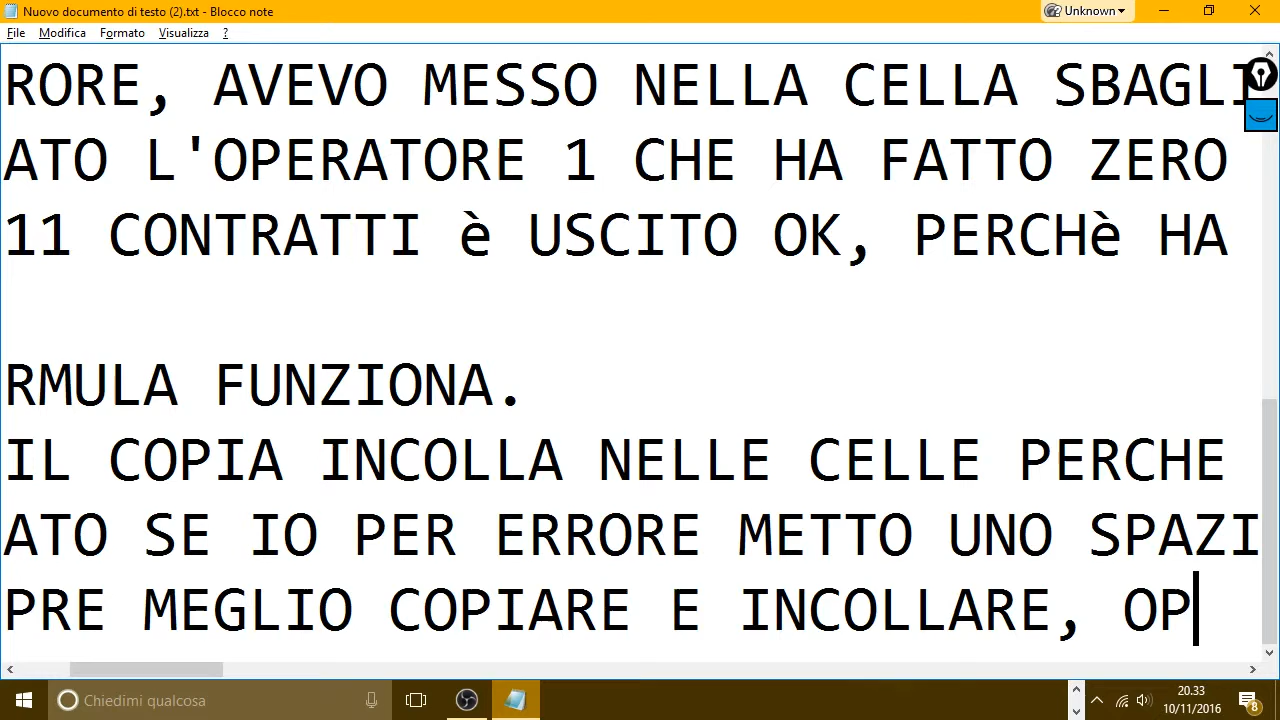 Nuovo documento di testo (2).txt - Blocco note
Unknown
File Modifica Formato Visualizza ?
RORE, AVEVO MESSO NELLA CELLA SBAGLI
ATO L'OPERATORE 1 CHE HA FATTO ZERO
11 CONTRATTI è USCITO OK, PERCHè HA
RMULA FUNZIONA.
IL COPIA INCOLLA NELLE CELLE PERCHE
ATO SE IO PER ERRORE METTO UNO SPAZI
PRE MEGLIO COPIARE E INCOLLARE, OP
Chiedimi qualcosa
20.33
10/11/2016
8